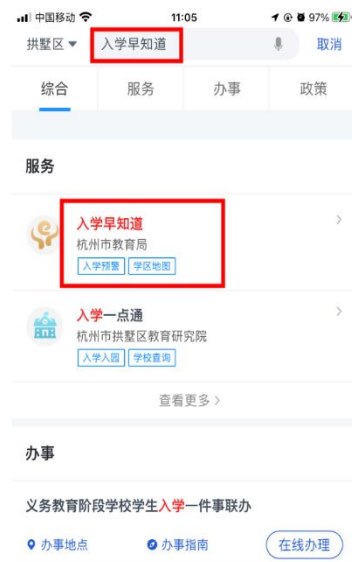 中国移动 11:05 97%
拱墅区 入学早知道 取消
综合 服务 办事 政策
服务
入学早知道
杭州市教育局
入学预警 学区地图
入学一点通
杭州市拱墅区教育研究院
入学入园 学校查询
查看更多
办事
义务教育阶段学校学生入学一件事联办
办事地点 办事指南 在线办理